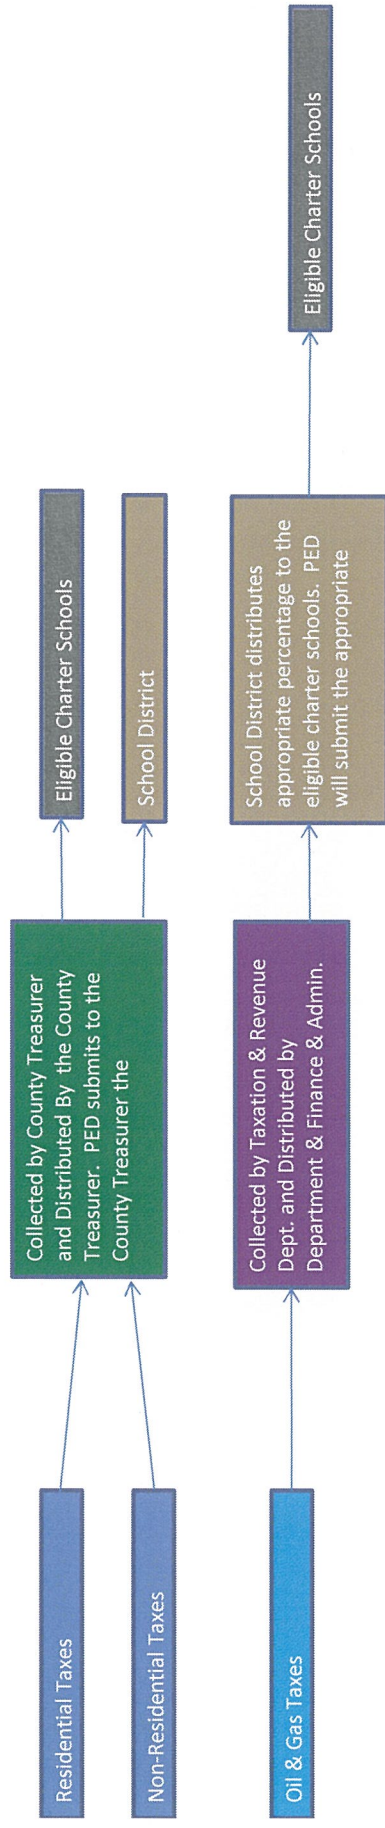 Residential Taxes
Non-Residential Taxes
Oil & Gas Taxes
Collected by County Treasurer
and Distributed By the County
Treasurer. PED submits to the
County Treasurer the
Collected by Taxation & Revenue
Dept. and Distributed by
Department & Finance & Admin.
Eligible Charter Schools
School District
School District distributes
appropriate percentage to the
eligible charter schools. PED
will submit the appropriate
Eligible Charter Schools